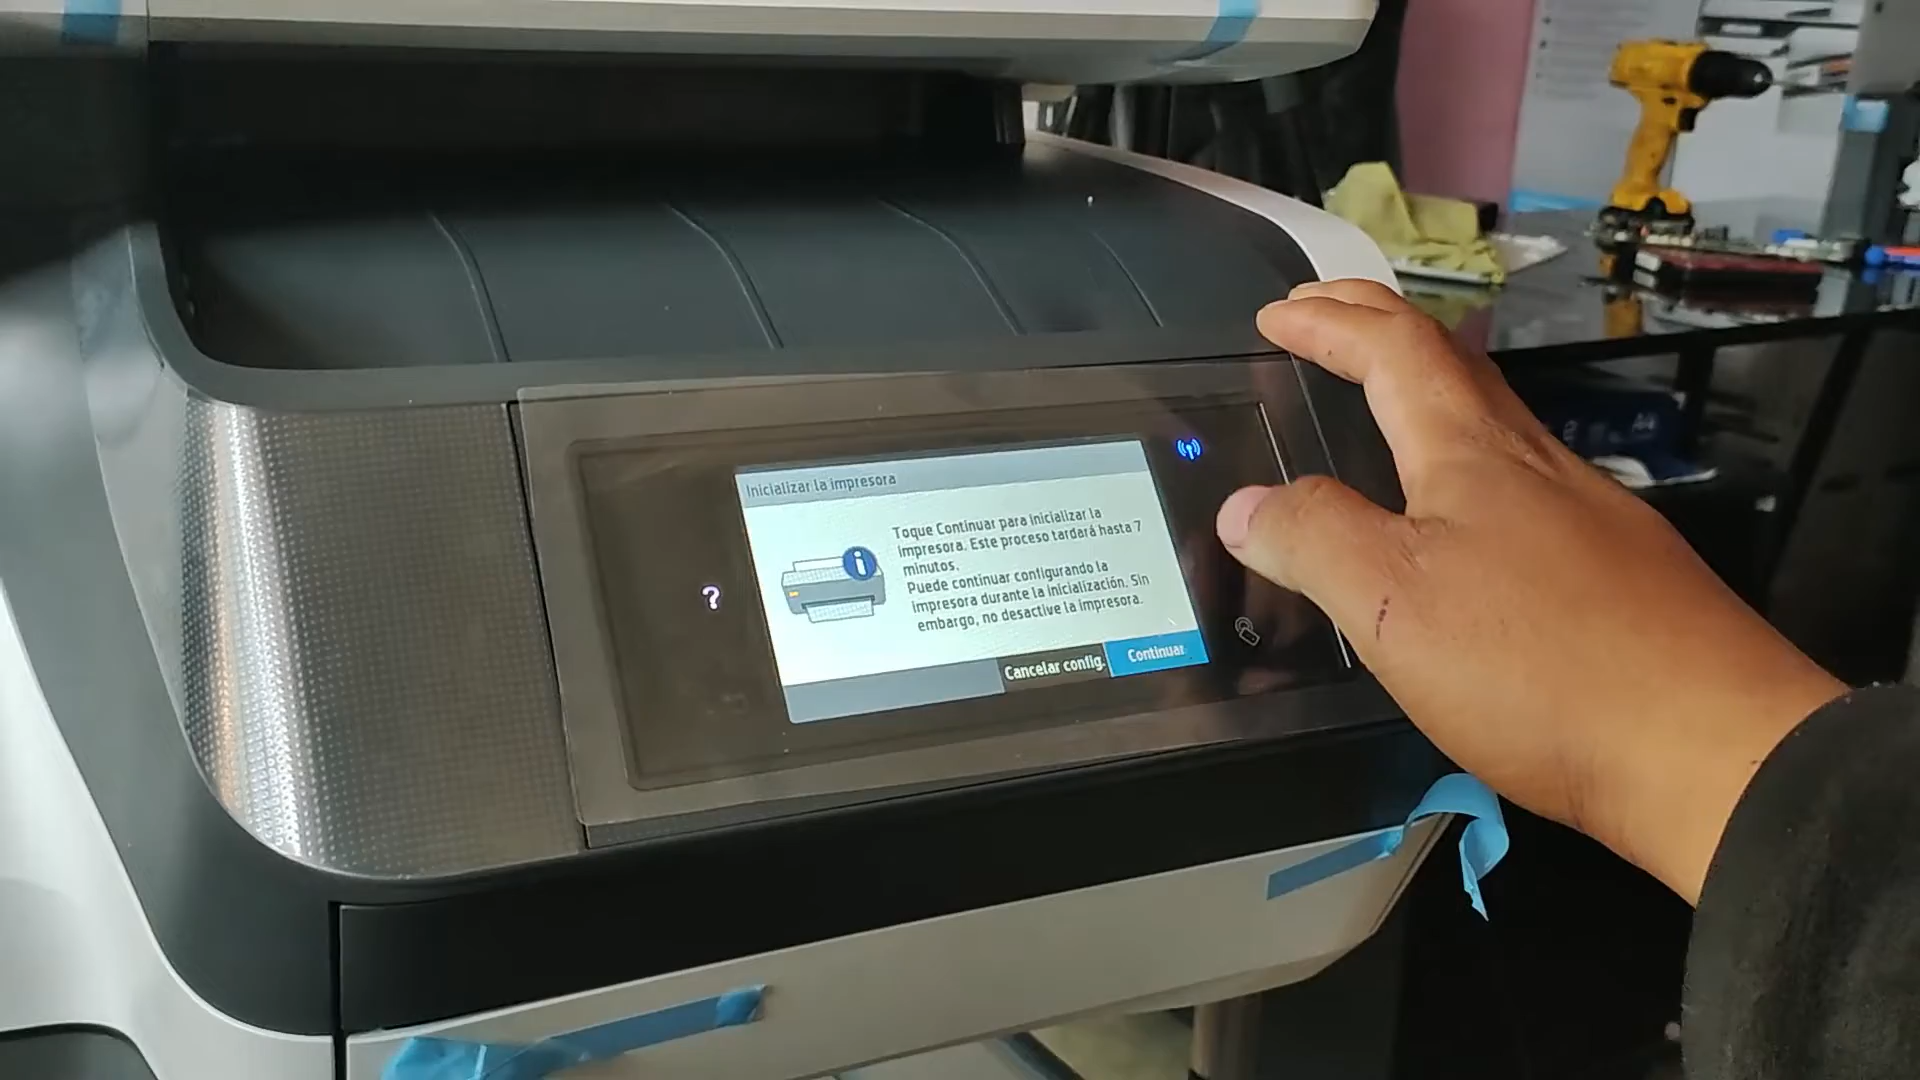 Inicializar la impresora
Toque Continuar para inicializar la
impresora. Este proceso tardará hasta 7
minutos.
Puede continuar configurando la
impresora durante la inicialización. Sin
embargo, no desactive la impresora.
Cancelar config.
Continuar
?
A4